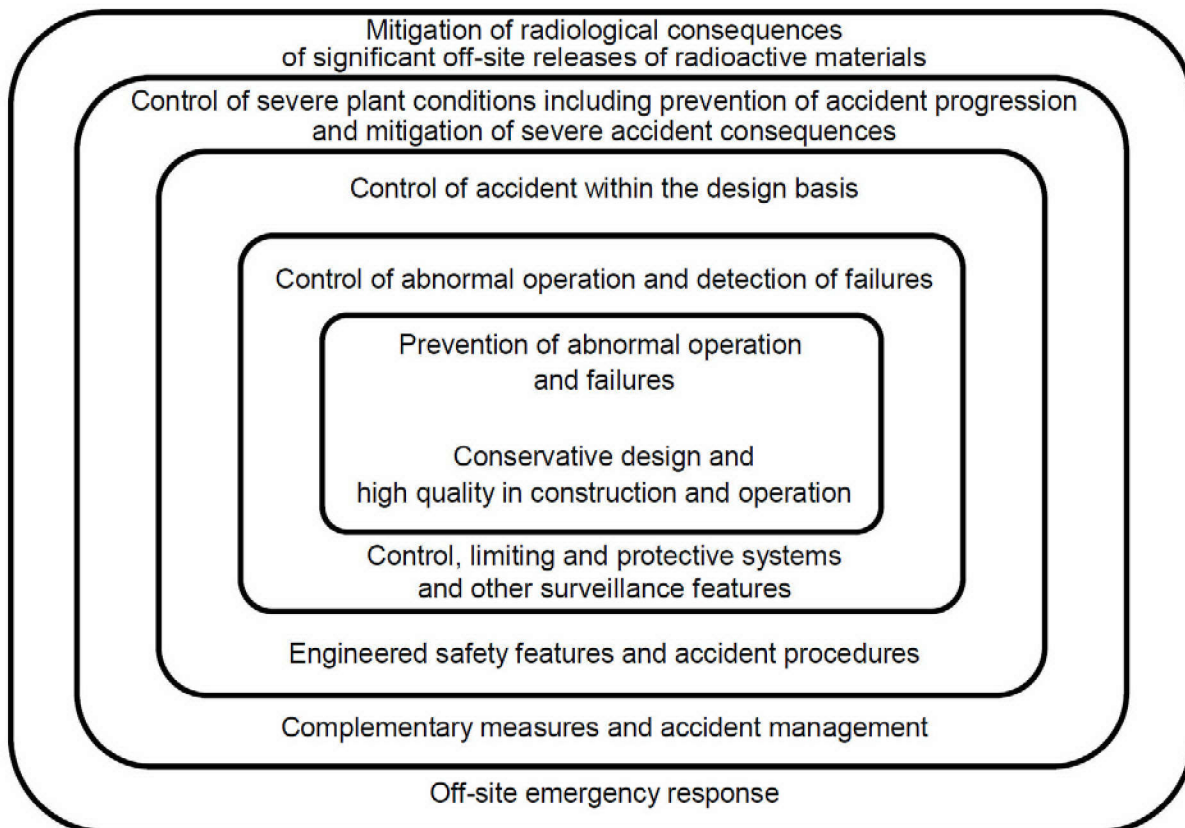 Mitigation of radiological consequences
of significant off-site releases of radioactive materials
Control of severe plant conditions including prevention of accident progression
and mitigation of severe accident consequences
Control of accident within the design basis
Control of abnormal operation and detection of failures
Prevention of abnormal operation
and failures
Conservative design and
high quality in construction and operation
Control, limiting and protective systems
and other surveillance features
Engineered safety features and accident procedures
Complementary measures and accident management
Off-site emergency response